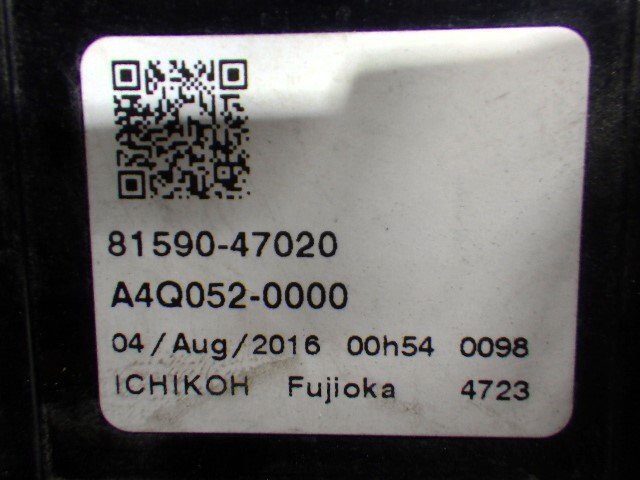 81590-47020
A4Q052-0000
04/Aug/2016 00h54 0098
ICHIKOH Fujioka 4723